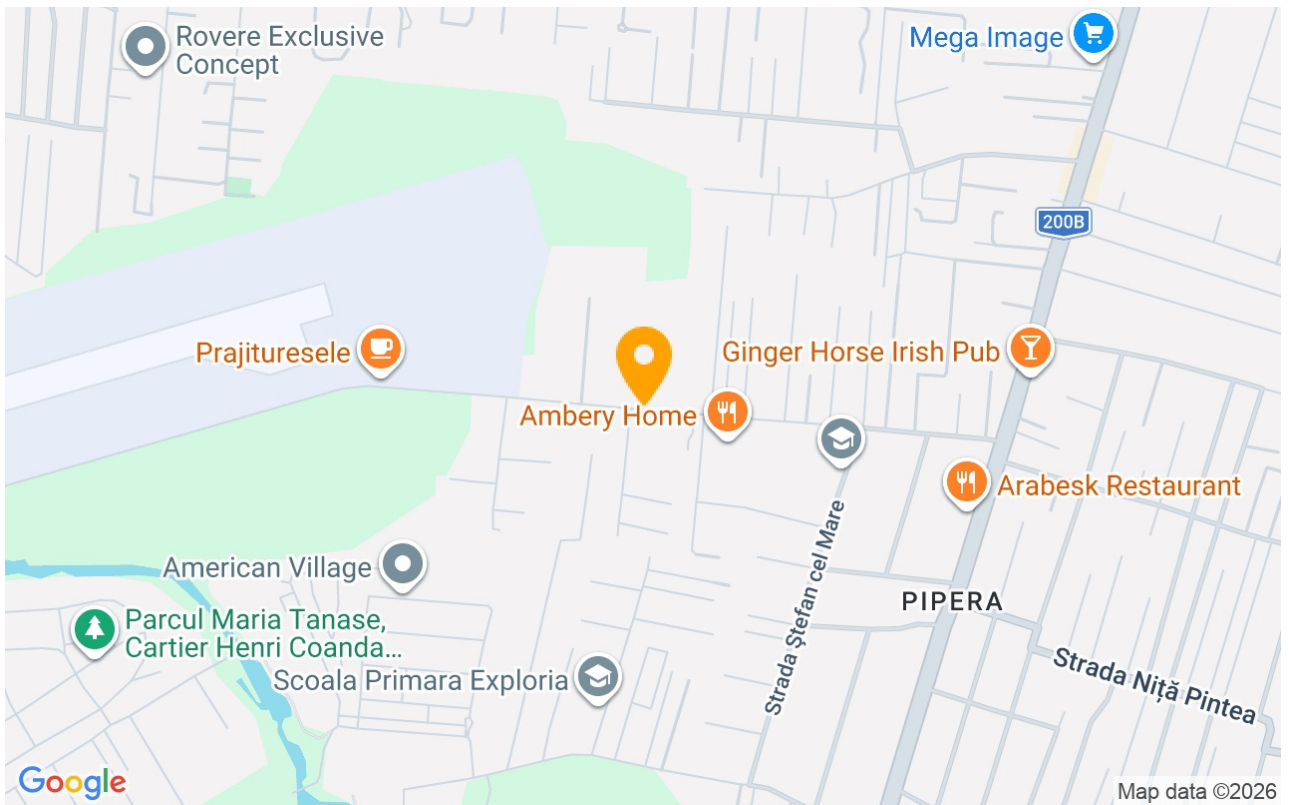 Rovere Exclusive
Concept
Mega Image
200B
Prajituresele
Ginger Horse Irish Pub
Ambery Home
Arabesk Restaurant
Strada Ștefan cel Mare
American Village
PIPERA
Parcul Maria Tanase,
Cartier Henri Coanda...
Scoala Primara Exploria
Strada Niță Pintea
Google
Map data ©2026